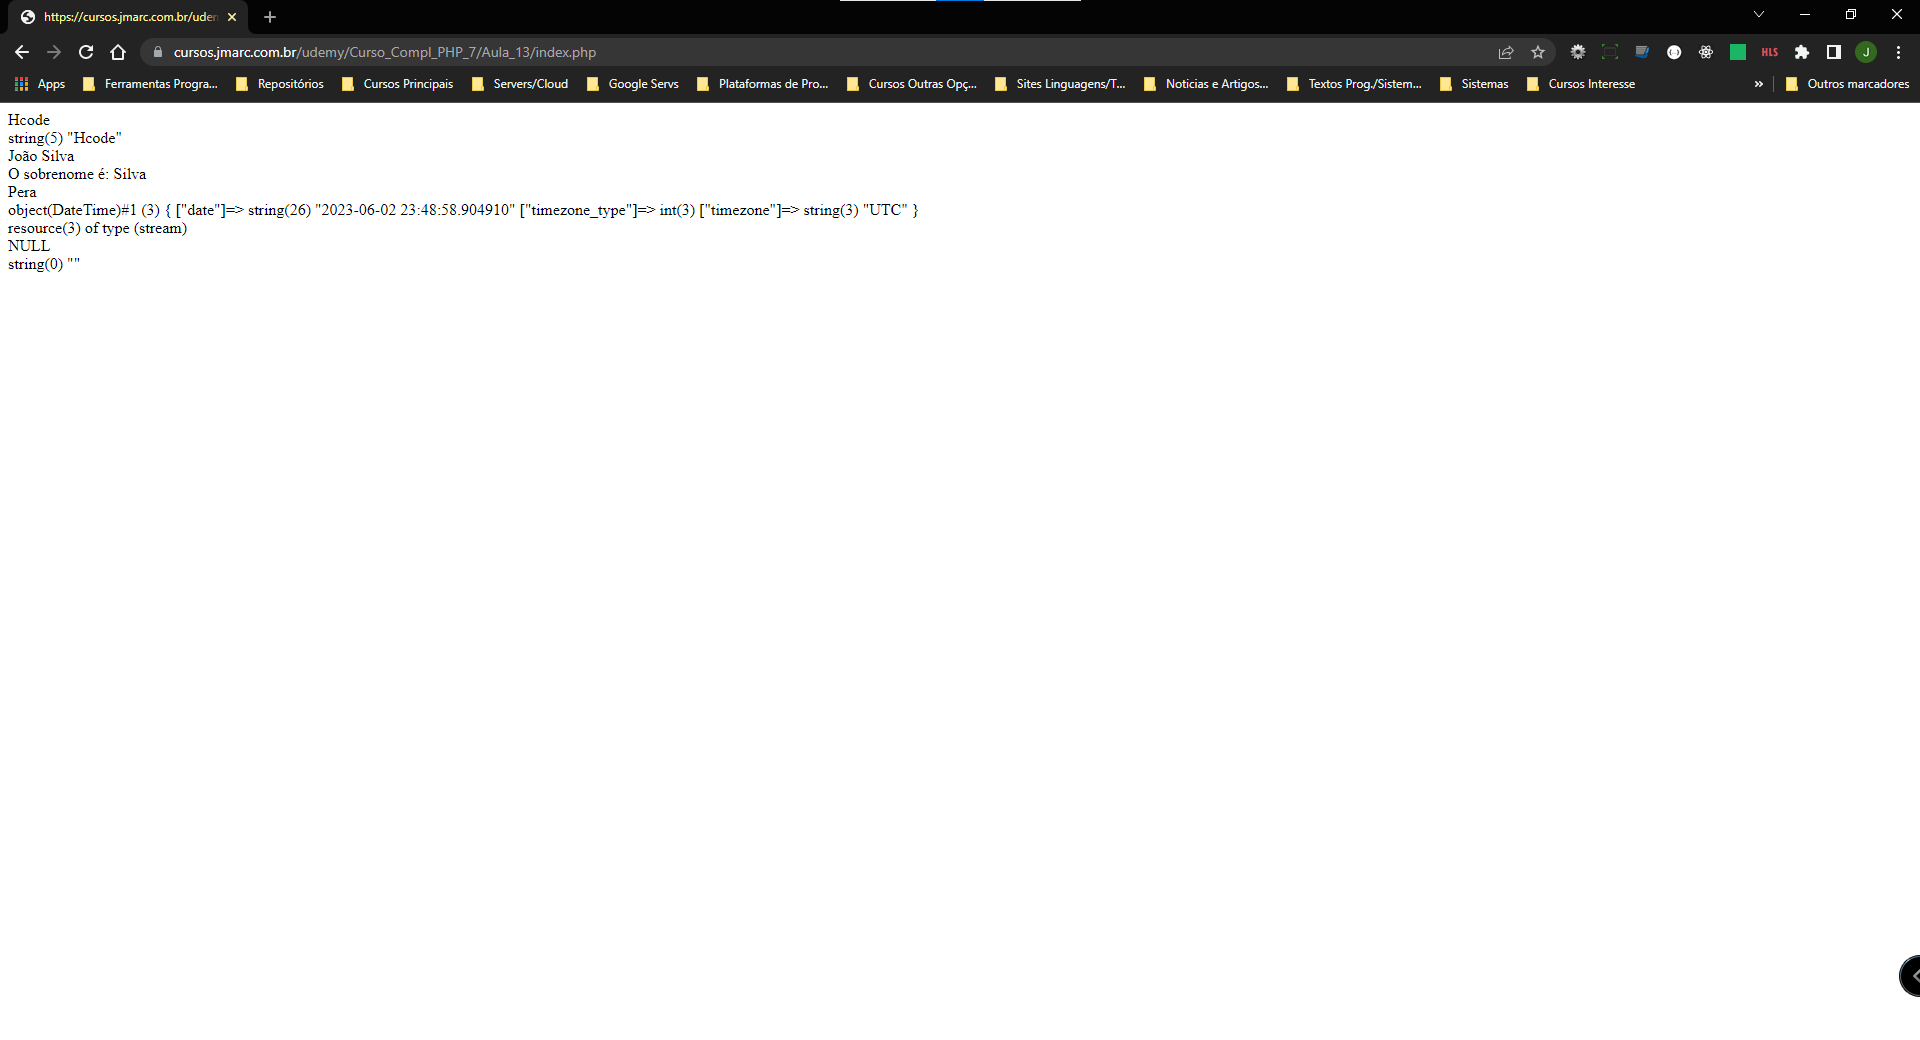 https://cursos.jmarc.com.br/uden
cursos.jmarc.com.br/udemy/Curso_Compl_PHP_7/Aula_13/index.php
HLS
J
Apps Ferramentas Progra... Repositórios Cursos Principais Servers/Cloud Google Servs Plataformas de Pro... Cursos Outras Opç... Sites Linguagens/T... Noticias e Artigos... Textos Prog./Sistem... Sistemas Cursos Interesse » Outros marcadores
Hcode
string(5) "Hcode"
João Silva
O sobrenome é: Silva
Pera
object(DateTime)#1 (3) { ["date"]=> string(26) "2023-06-02 23:48:58.904910" ["timezone_type"]=> int(3) ["timezone"]=> string(3) "UTC" }
resource(3) of type (stream)
NULL
string(0) ""